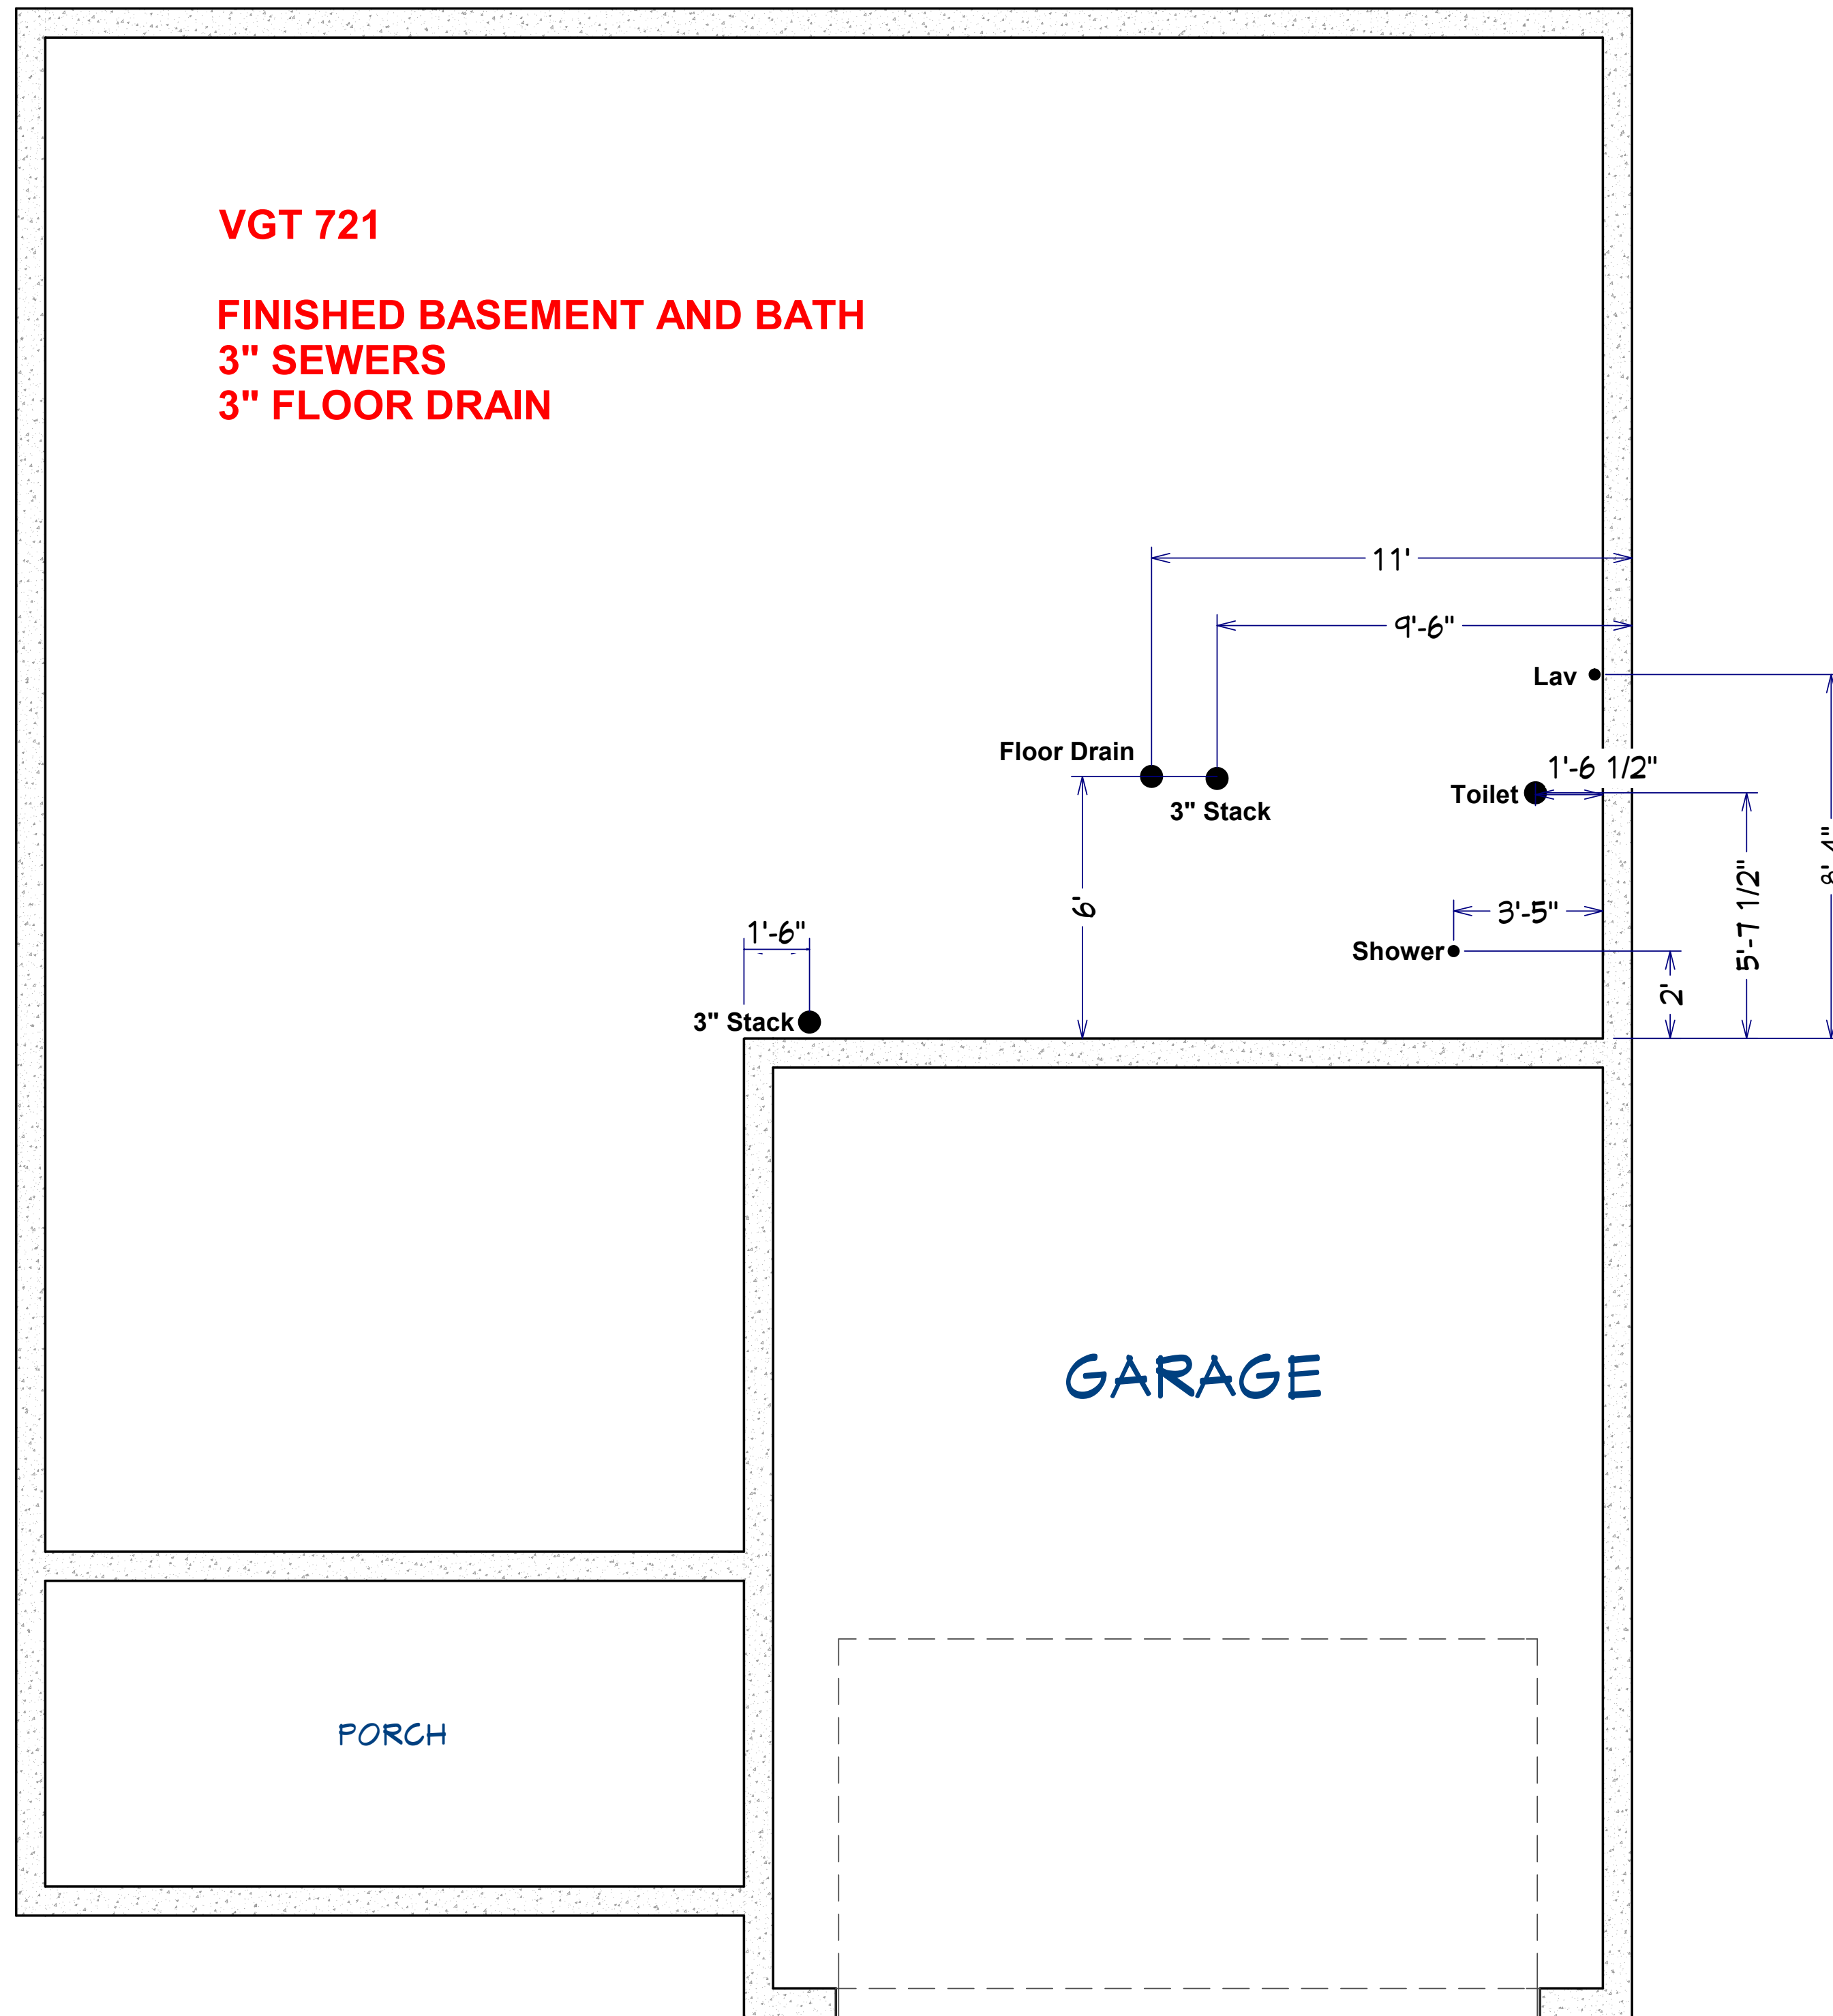 VGT 721
FINISHED BASEMENT AND BATH
3" SEWERS
3" FLOOR DRAIN
11'
9'-6"
Lav
Floor Drain
1'-6 1/2"
3" Stack
Toilet
8'-4"
5'-7 1/2"
6'
3'-5"
1'-6"
Shower
2'
3" Stack
GARAGE
PORCH